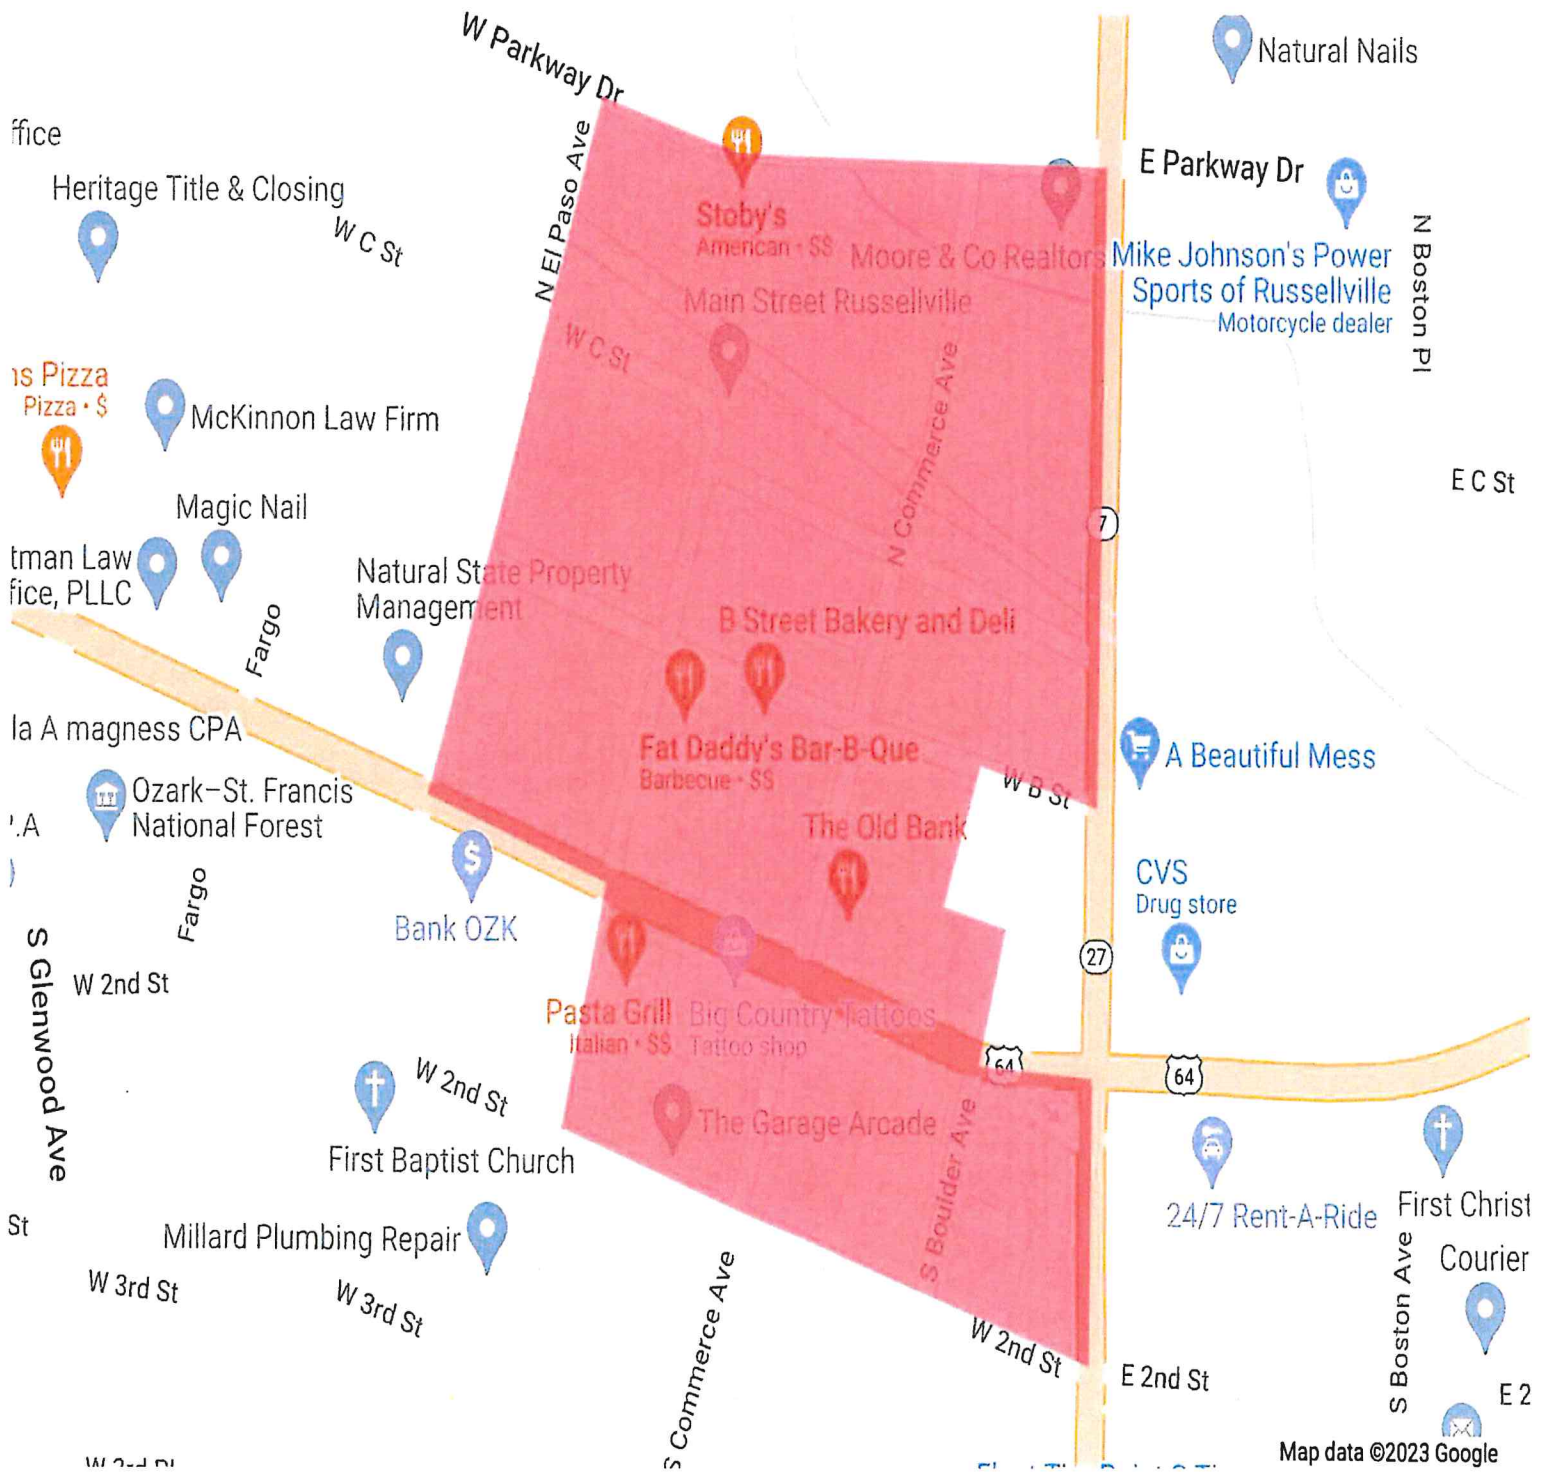 W Parkway Dr
Natural Nails
ffice
E Parkway Dr
Heritage Title & Closing
W C St
N El Paso Ave
Stoby's
American • $$
Moore & Co Realtors
Mike Johnson's Power
Sports of Russellville
Motorcycle dealer
N Boston Pl
Main Street Russellville
W C St
N Commerce Ave
ns Pizza
Pizza • $
McKinnon Law Firm
E C St
Magic Nail
7
tman Law
fice, PLLC
Natural State Property
Management
Fargo
B Street Bakery and Deli
la A magness CPA
Fat Daddy's Bar-B-Que
Barbecue • $$
A Beautiful Mess
W B St
Ozark–St. Francis
National Forest
.A
The Old Bank
CVS
Drug store
Fargo
Bank OZK
S Glenwood Ave
W 2nd St
27
Pasta Grill
Italian • $$
Big Country Tattoos
Tattoo shop
64
64
W 2nd St
The Garage Arcade
S Boulder Ave
First Baptist Church
24/7 Rent-A-Ride
First Christ
St
Millard Plumbing Repair
Courier
W 3rd St
W 3rd St
S Commerce Ave
S Boston Ave
W 2nd St
E 2nd St
E 2
Map data ©2023 Google